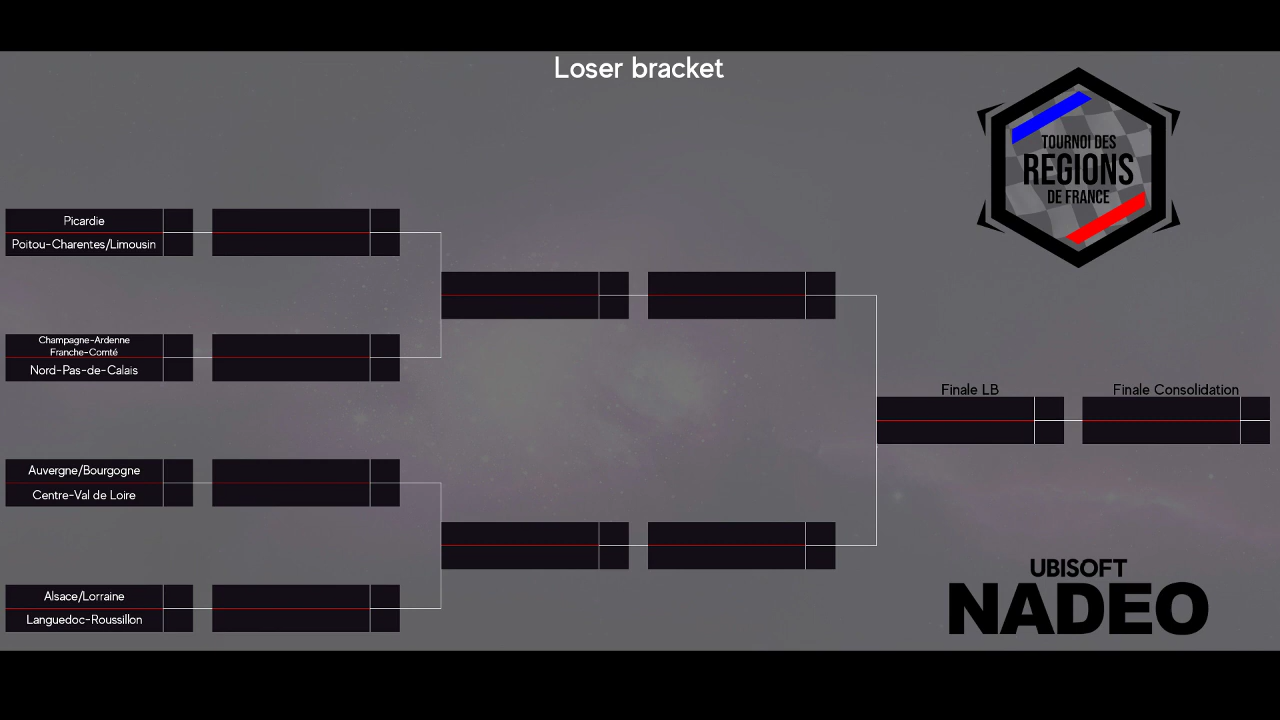 Loser bracket
TOURNOI DES
REGIONS
DE FRANCE
Picardie
Poitou-Charentes/Limousin
Champagne-Ardenne
Franche-Comté
Nord-Pas-de-Calais
Finale LB
Finale Consolidation
Auvergne/Bourgogne
Centre-Val de Loire
Alsace/Lorraine
Languedoc-Roussillon
UBISOFT
NADEO